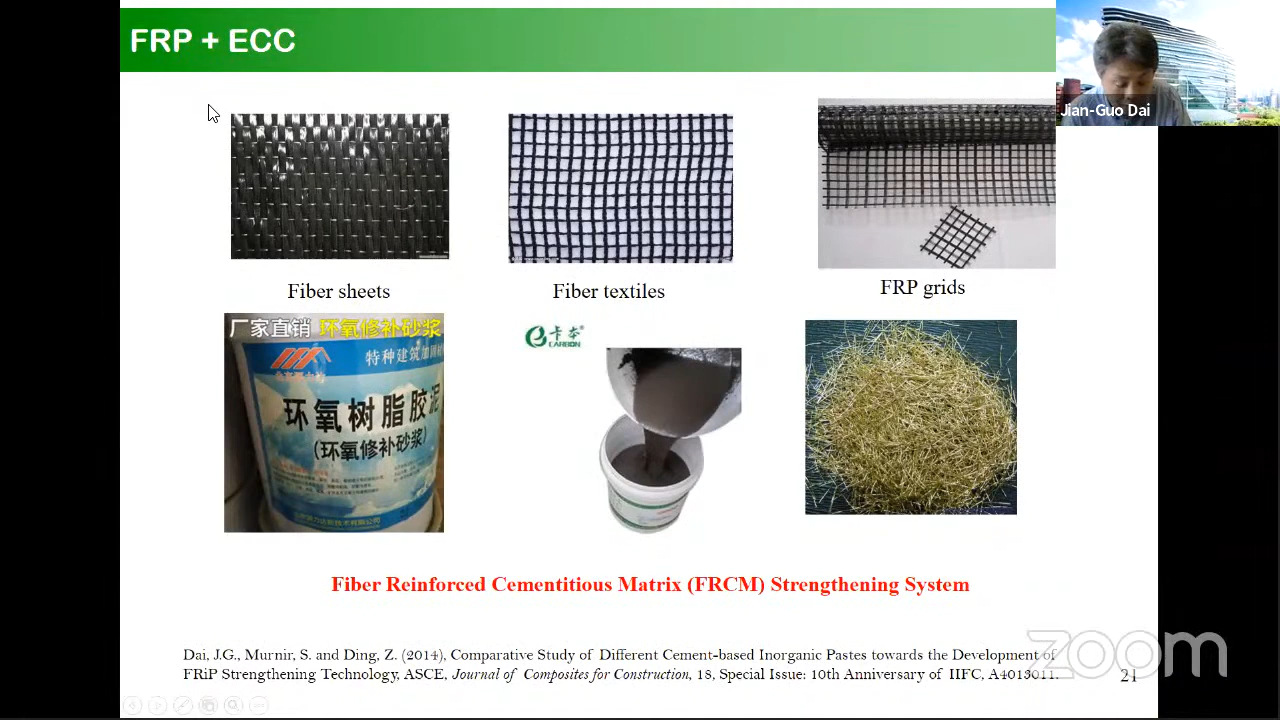 FRP + ECC
Jian-Guo Dai
Fiber sheets
Fiber textiles
FRP grids
厂家直销 环氧修补砂浆
特种建筑加固材
环氧树脂胶泥
(环氧修补砂浆)
卡本
CARBON
Fiber Reinforced Cementitious Matrix (FRCM) Strengthening System
Dai, J.G., Murnir, S. and Ding, Z. (2014), Comparative Study of Different Cement-based Inorganic Pastes towards the Development of
FRiP Strengthening Technology, ASCE, Journal of Composites for Construction, 18, Special Issue: 10th Anniversary of IIFC, A4013011.
21
zoom